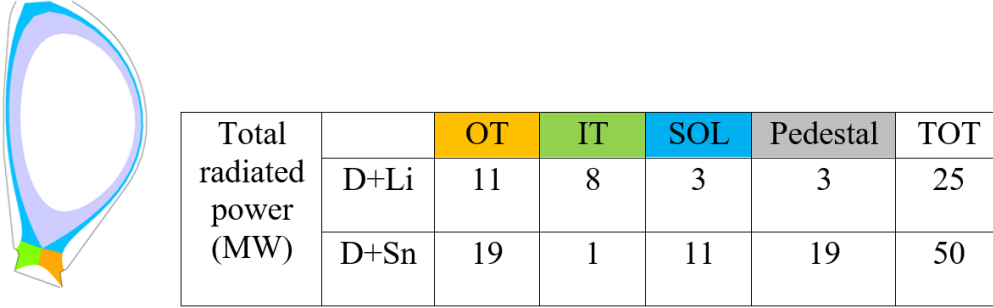 Total radiated power (MW) OT IT SOL Pedestal TOT
D+Li 11 8 3 3 25
D+Sn 19 1 11 19 50